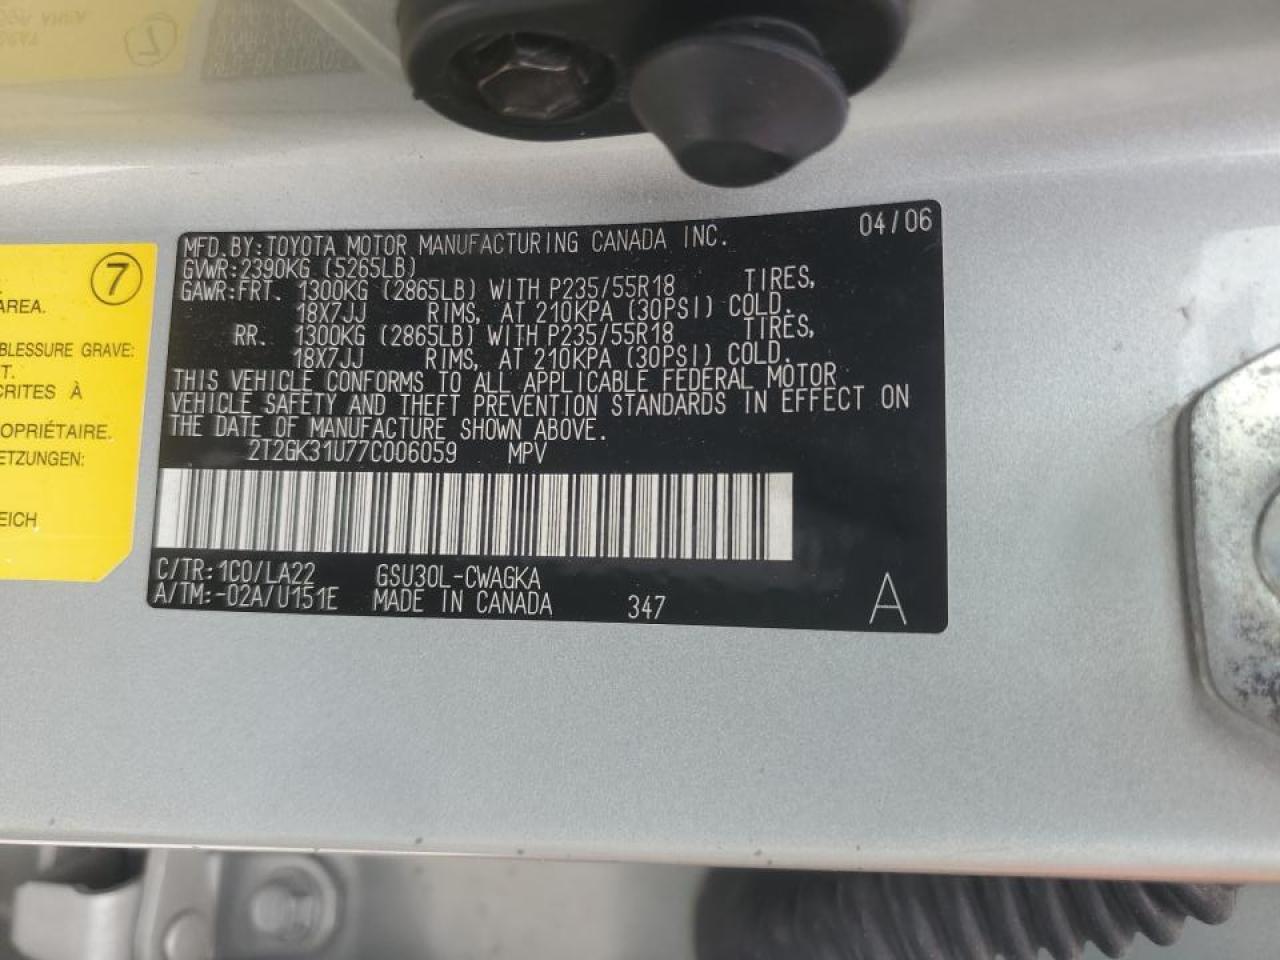 MFD.BY:TOYOTA MOTOR MANUFACTURING CANADA INC. 04/06
GVWR:2390KG (5265LB)
GAWR:FRT. 1300KG (2865LB) WITH P235/55R18 TIRES,
18X7JJ RIMS, AT 210KPA (30PSI) COLD.
RR. 1300KG (2865LB) WITH P235/55R18 TIRES,
18X7JJ RIMS, AT 210KPA (30PSI) COLD.
THIS VEHICLE CONFORMS TO ALL APPLICABLE FEDERAL MOTOR
VEHICLE SAFETY AND THEFT PREVENTION STANDARDS IN EFFECT ON
THE DATE OF MANUFACTURE SHOWN ABOVE.
2T2GK31U77C006059 MPV
C/TR:1C0/LA22 GSU30L-CWAGKA
A/TM:-02A/U151E MADE IN CANADA 347 A
7
AREA.
BLESSURE GRAVE:
T.
CRITES À
OPRIÉTAIRE.
ETZUNGEN:
EICH